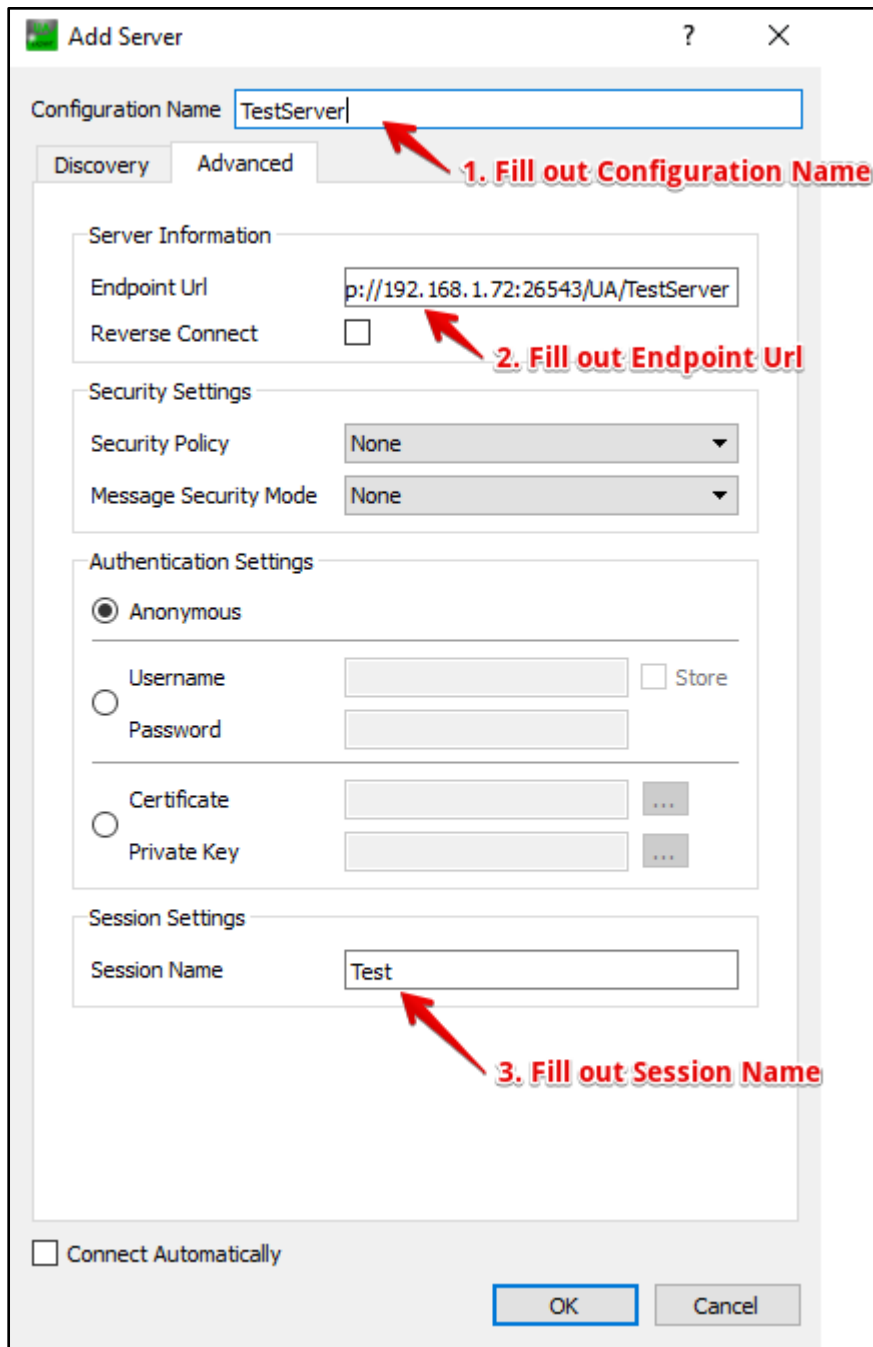 Add Server
Configuration Name TestServer
1. Fill out Configuration Name
Discovery Advanced
Server Information
Endpoint Url p://192.168.1.72:26543/UA/TestServer
Reverse Connect
2. Fill out Endpoint Url
Security Settings
Security Policy None
Message Security Mode None
Authentication Settings
Anonymous
Username Store
Password
Certificate ...
Private Key ...
Session Settings
Session Name Test
3. Fill out Session Name
Connect Automatically
OK Cancel